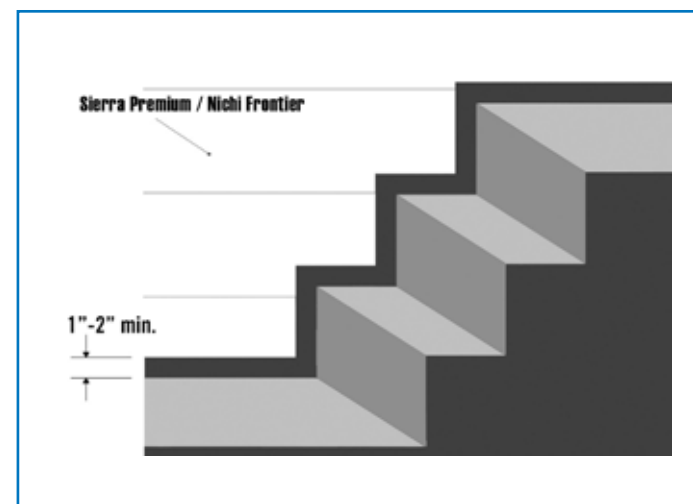 Sierra Premium / Nichi Frontier
1”-2” min.